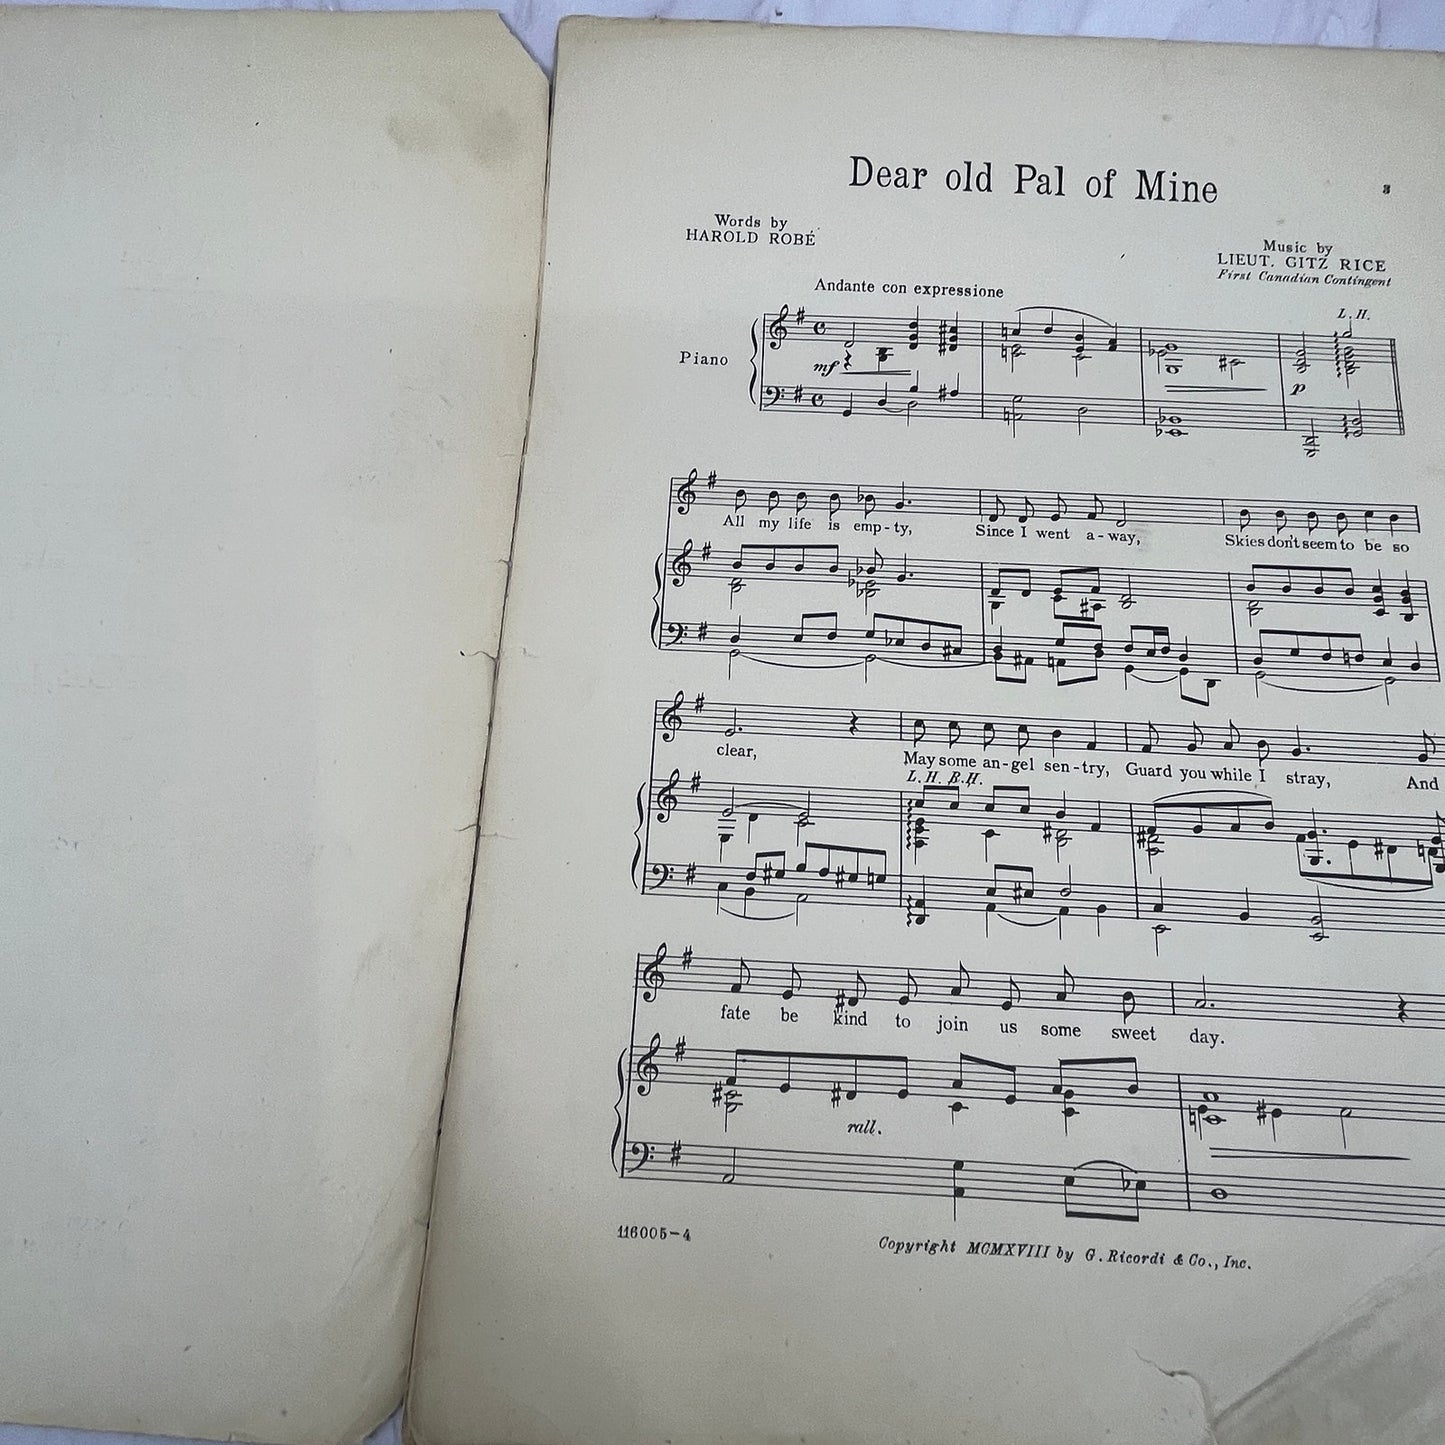 Dear old Pal of Mine
3
Words by
HAROLD ROBÉ
Music by
LIEUT. GITZ RICE
First Canadian Contingent
Andante con expressione
L. H.
Piano
mf
p
All my life is emp-ty, Since I went a-way, Skies don't seem to be so
clear, May some an-gel sen-try, Guard you while I stray, And
L. H. R. H.
fate be kind to join us some sweet day.
rall.
116005-4
Copyright MCMXVIII by G. Ricordi & Co., Inc.